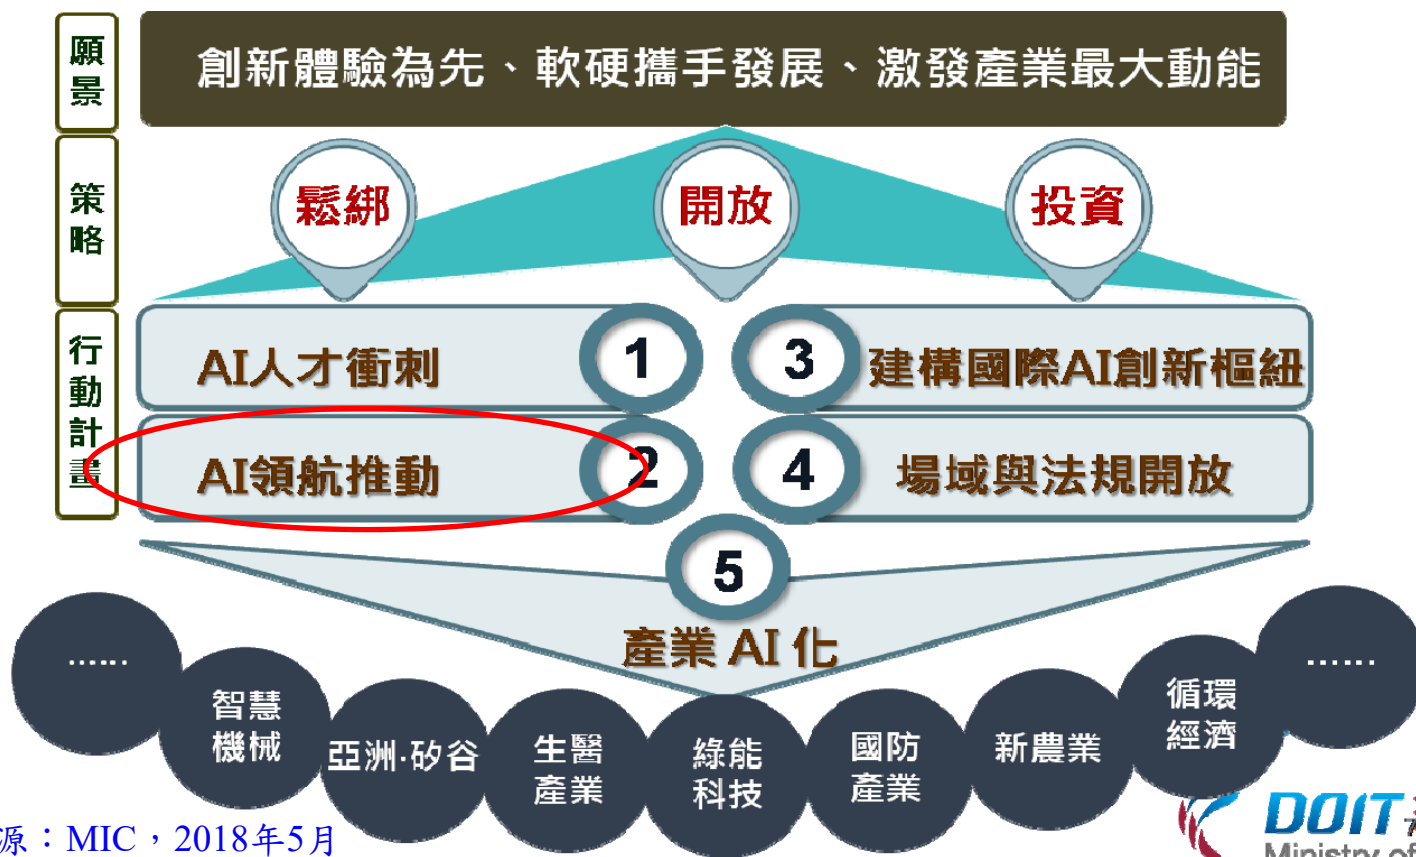 願景
創新體驗為先、軟硬攜手發展、激發產業最大動能
策略
鬆綁
開放
投資
行動計畫
AI人才衝刺
1
3
建構國際AI創新樞紐
AI領航推動
2
4
場域與法規開放
5
產業 AI 化
......
智慧
機械
亞洲·矽谷
生醫
產業
綠能
科技
國防
產業
新農業
循環
經濟
......
源：MIC，2018年5月
DOIT
Ministry of